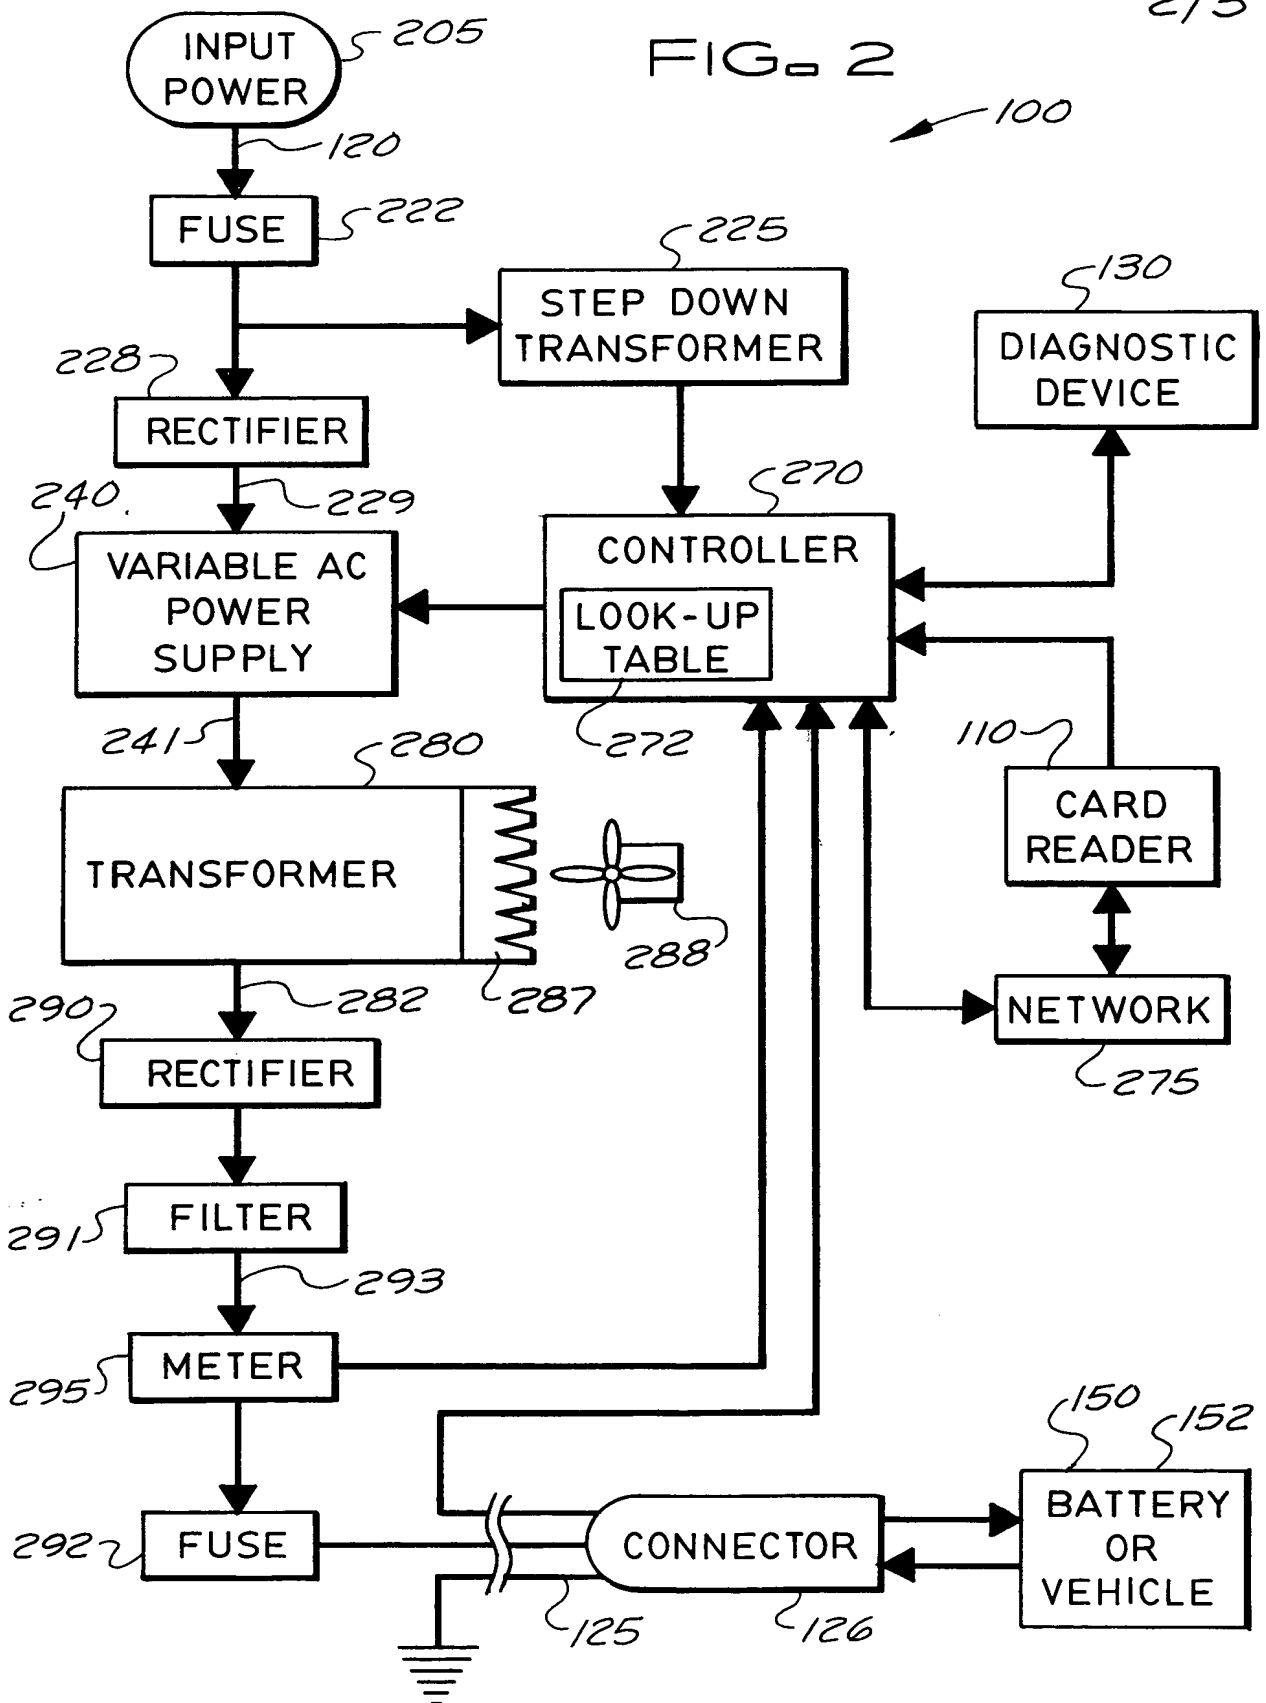 2/3
FIG. 2
INPUT
POWER
205
100
120
FUSE
222
225
STEP DOWN
TRANSFORMER
130
DIAGNOSTIC
DEVICE
228
RECTIFIER
229
240
VARIABLE AC
POWER
SUPPLY
270
CONTROLLER
LOOK-UP
TABLE
272
241
280
TRANSFORMER
287
288
110
CARD
READER
NETWORK
275
282
290
RECTIFIER
FILTER
291
293
METER
295
FUSE
292
CONNECTOR
125
126
150
152
BATTERY
OR
VEHICLE